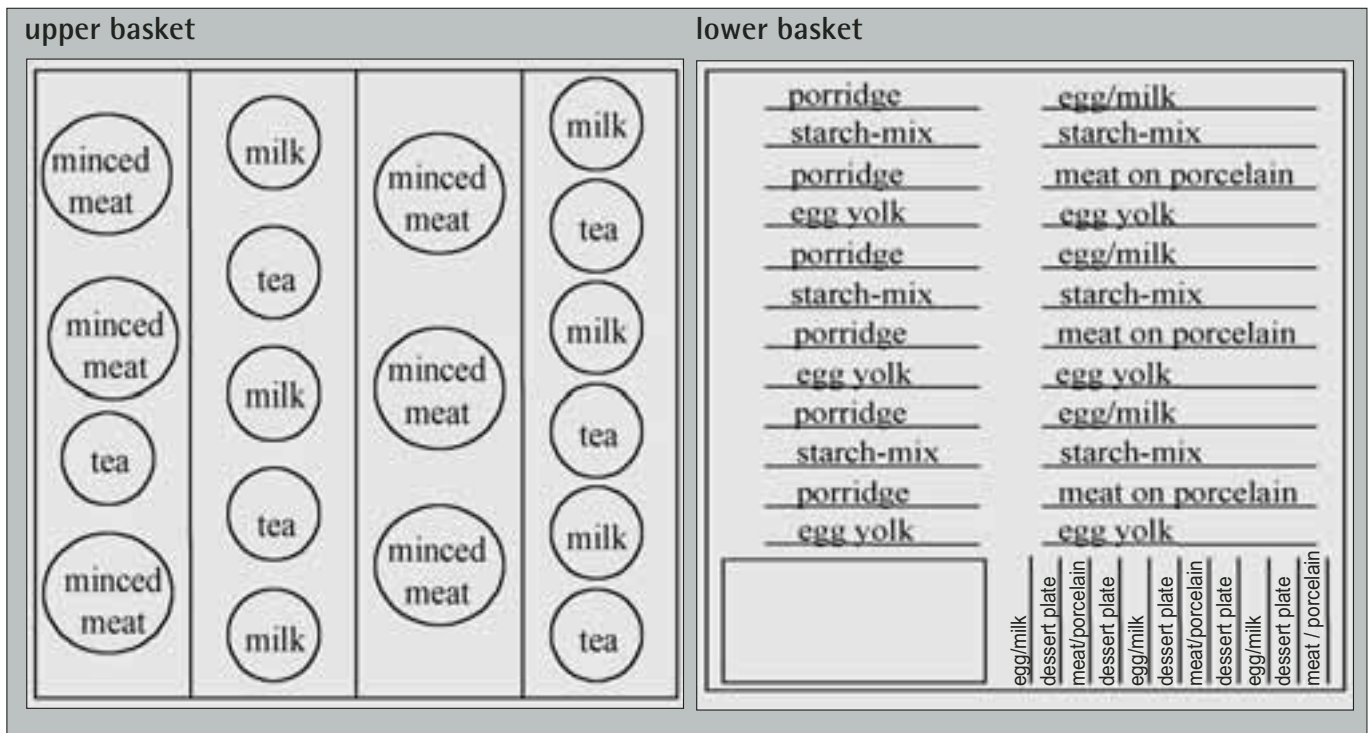 upper basket
minced
meat
minced
meat
tea
minced
meat
milk
tea
milk
tea
milk
minced
meat
minced
meat
minced
meat
milk
tea
milk
tea
milk
tea
lower basket
porridge
starch-mix
porridge
egg yolk
porridge
starch-mix
porridge
egg yolk
porridge
starch-mix
porridge
egg yolk
egg/milk
starch-mix
meat on porcelain
egg yolk
egg/milk
starch-mix
meat on porcelain
egg yolk
egg/milk
starch-mix
meat on porcelain
egg yolk
egg/milk
dessert plate
meat/porcelain
dessert plate
egg/milk
dessert plate
meat/porcelain
dessert plate
egg/milk
dessert plate
meat / porcelain